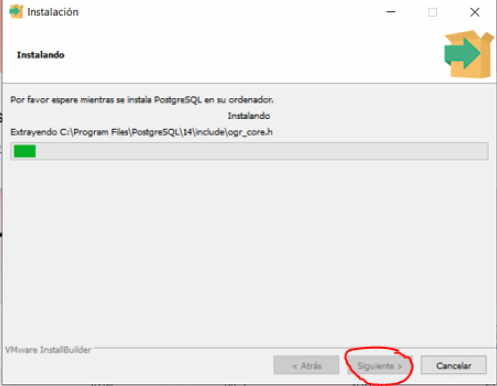 Instalación
Instalando
Por favor espere mientras se instala PostgreSQL en su ordenador.
Instalando
Extrayendo C:\Program Files\PostgreSQL\14\include\ogr_core.h
VMware InstallBuilder
< Atrás
Siguiente >
Cancelar